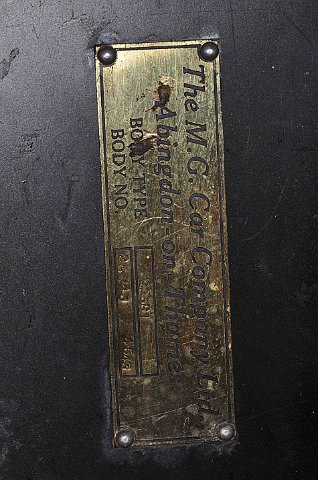 The M.G. Car Company Ltd.
Abingdon-on-Thames
BODY TYPE
BODY NO.